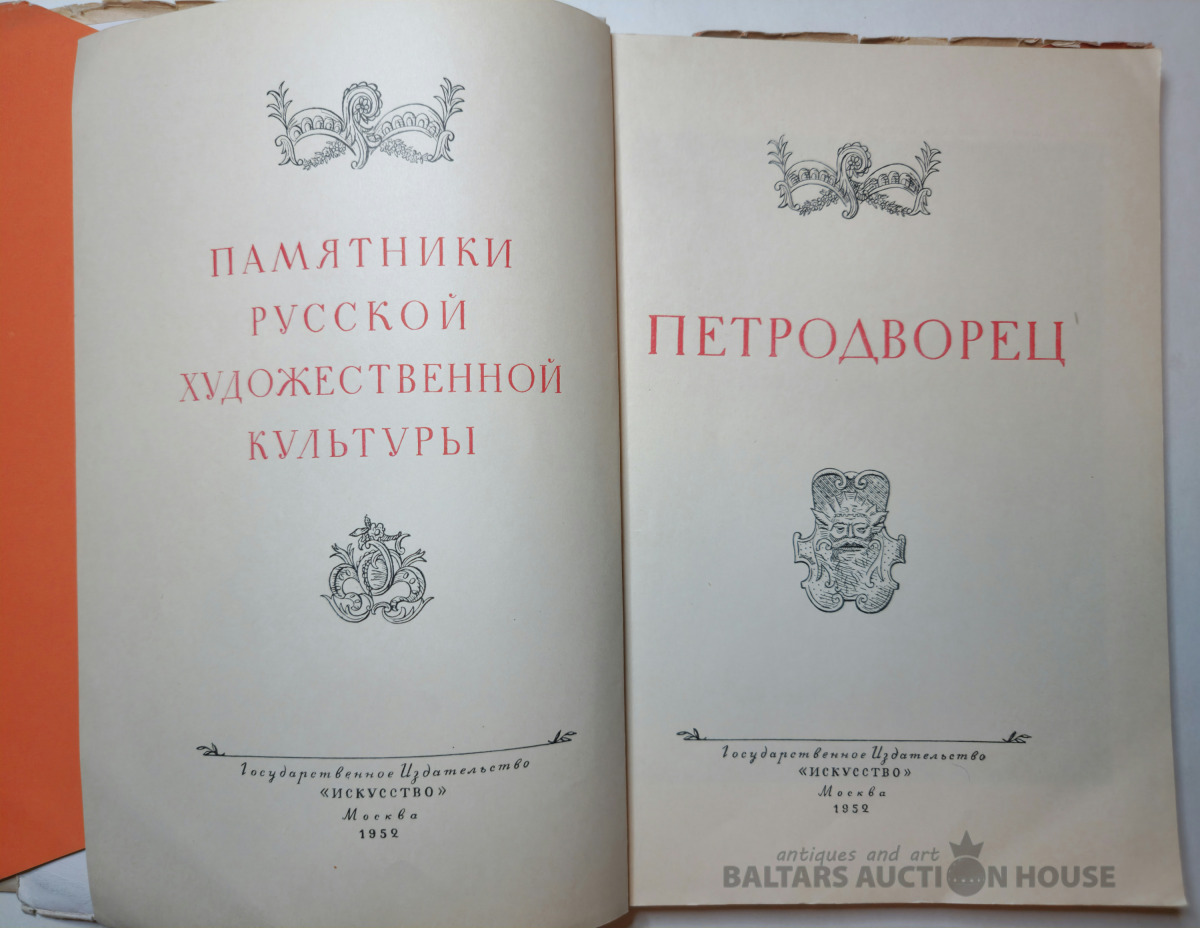 ПАМЯТНИКИ
РУССКОЙ
ХУДОЖЕСТВЕННОЙ
КУЛЬТУРЫ
Государственное Издательство
«ИСКУССТВО»
Москва
1952
ПЕТРОДВОРЕЦ
Государственное Издательство
«ИСКУССТВО»
Москва
1952
antiques and art
BALTARS AUCTION HOUSE